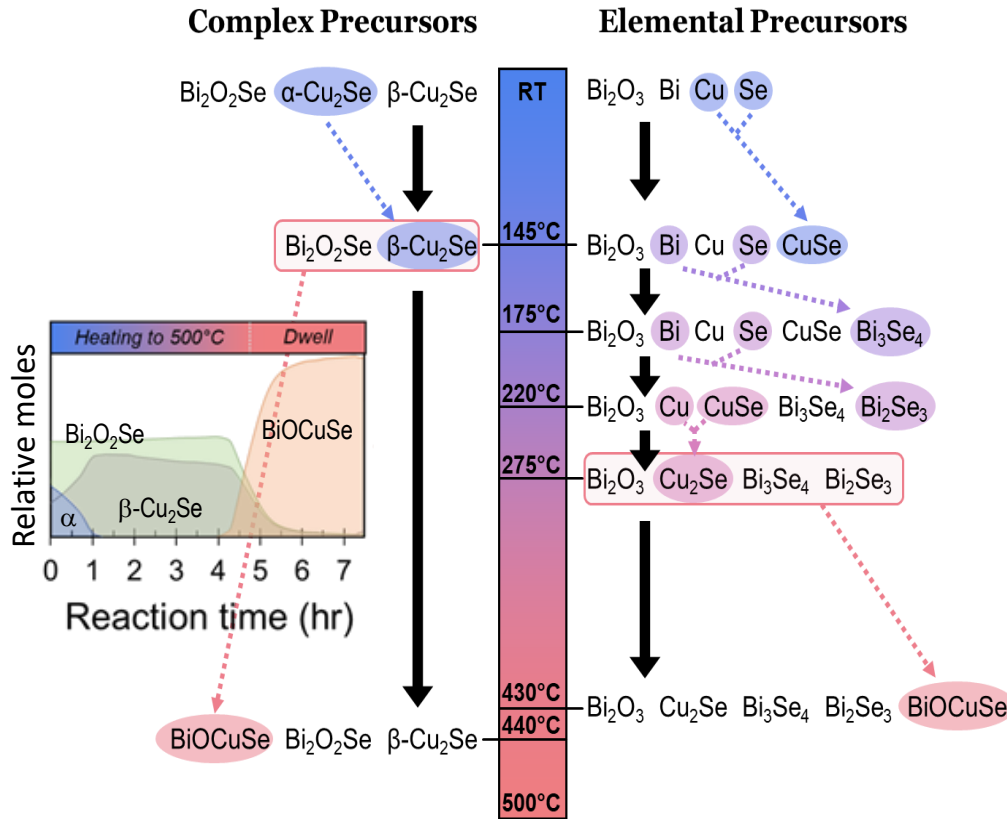 Complex Precursors
Elemental Precursors
Bi₂O₂Se α-Cu₂Se β-Cu₂Se
RT
Bi₂O₃ Bi Cu Se
Bi₂O₂Se β-Cu₂Se
145°C
Bi₂O₃ Bi Cu Se CuSe
175°C
Bi₂O₃ Bi Cu Se CuSe Bi₃Se₄
220°C
Bi₂O₃ Cu CuSe Bi₃Se₄ Bi₂Se₃
275°C
Bi₂O₃ Cu₂Se Bi₃Se₄ Bi₂Se₃
Heating to 500°C Dwell
Relative moles
Bi₂O₂Se
BiOCuSe
α
β-Cu₂Se
0 1 2 3 4 5 6 7
Reaction time (hr)
430°C
Bi₂O₃ Cu₂Se Bi₃Se₄ Bi₂Se₃ BiOCuSe
BiOCuSe Bi₂O₂Se β-Cu₂Se
440°C
500°C